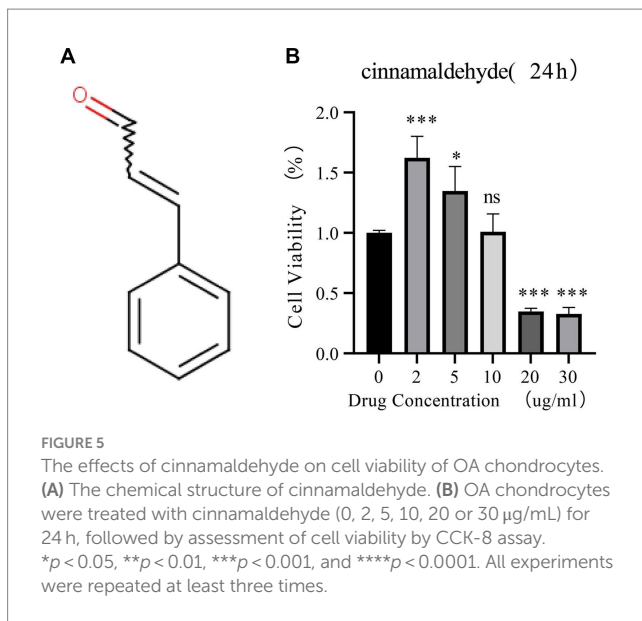 A
B
O
cinnamaldehyde( 24h)
Cell Viability (%)
2.0
1.5
1.0
0.5
0.0
***
*
ns
***
***
0 2 5 10 20 30
Drug Concentration (ug/ml)
FIGURE 5
The effects of cinnamaldehyde on cell viability of OA chondrocytes.
(A) The chemical structure of cinnamaldehyde. (B) OA chondrocytes
were treated with cinnamaldehyde (0, 2, 5, 10, 20 or 30 μg/mL) for
24 h, followed by assessment of cell viability by CCK-8 assay.
*p < 0.05, **p < 0.01, ***p < 0.001, and ****p < 0.0001. All experiments
were repeated at least three times.